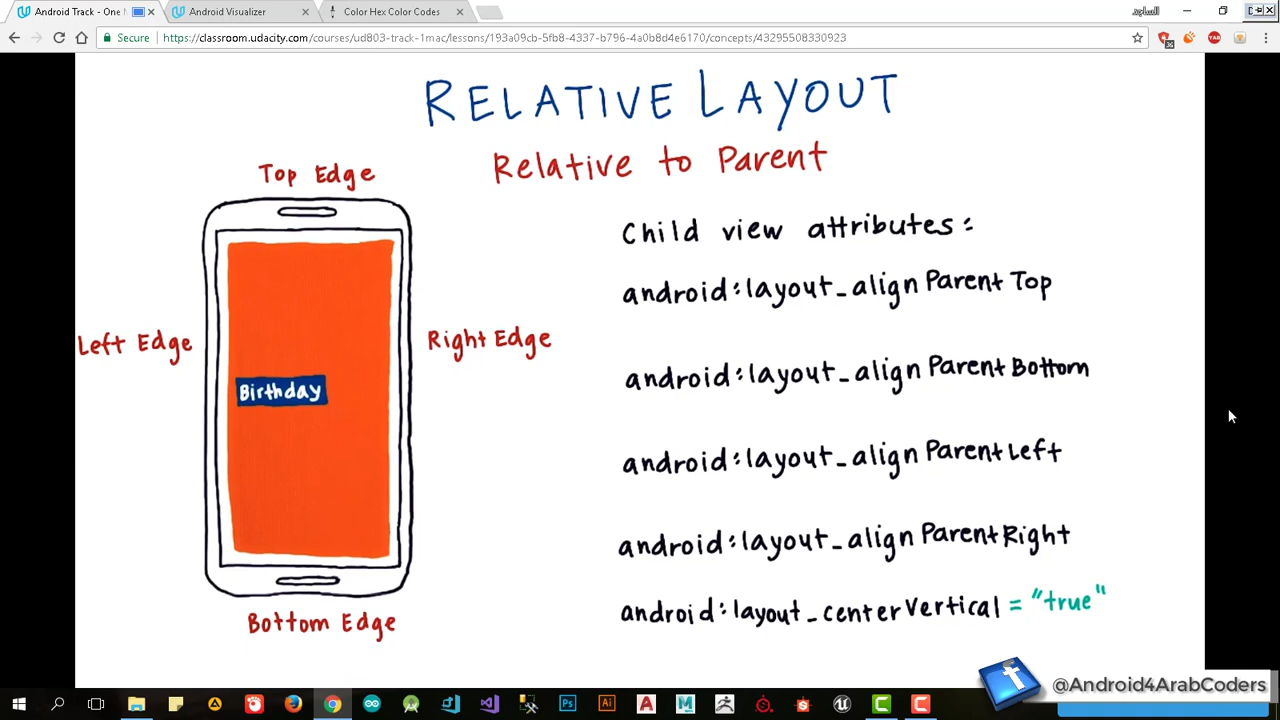 Android Track - One
Android Visualizer
Color Hex Color Codes
Secure
https://classroom.udacity.com/courses/ud803-track-1mac/lessons/193a09cb-5fb8-4337-b796-4a0b8d4e6170/concepts/43295503330923
RELATIVE LAYOUT
Relative to Parent
Top Edge
Left Edge
Right Edge
Birthday
Bottom Edge
Child view attributes:
android:layout_alignParentTop
android:layout_alignParentBottom
android:layout_alignParentLeft
android:layout_alignParentRight
android:layout_centerVertical = "true"
@Android4ArabCoders